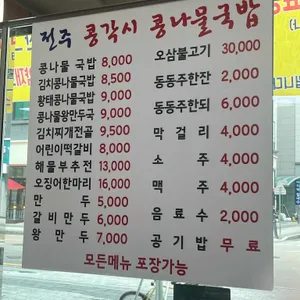 전주 콩각시 콩나물국밥
콩나물 국밥 8,000
김치콩나물국밥 8,500
황태콩나물국밥 9,000
콩나물왕만두국 9,000
김치찌개전골 9,500
어린이떡갈비 8,000
해물부추전 13,000
오징어한마리 16,000
만두 5,000
갈비만두 6,000
왕만두 7,000
오삼불고기 30,000
동동주한잔 2,000
동동주한되 6,000
막걸리 4,000
소주 4,000
맥주 4,000
음료수 2,000
공기밥 무료
모든메뉴 포장가능